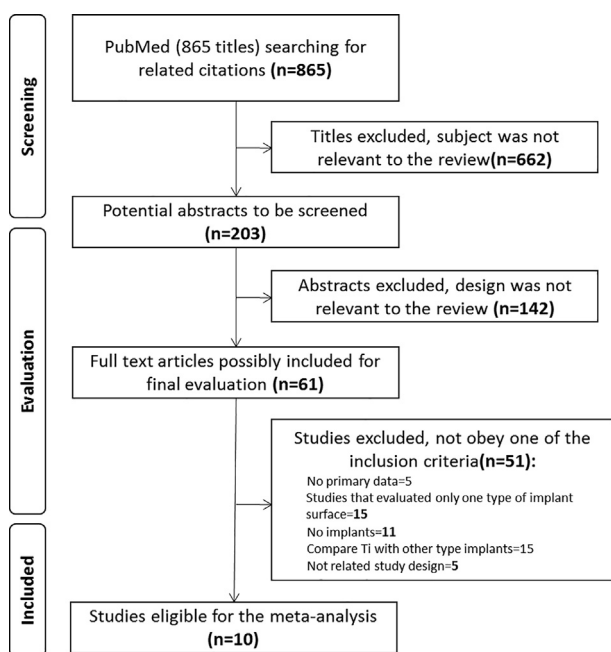 Screening
PubMed (865 titles) searching for
related citations (n=865)
Titles excluded, subject was not
relevant to the review(n=662)
Potential abstracts to be screened
(n=203)
Evaluation
Abstracts excluded, design was not
relevant to the review (n=142)
Full text articles possibly included for
final evaluation (n=61)
Studies excluded, not obey one of the
inclusion criteria(n=51):
No primary data=5
Studies that evaluated only one type of implant
surface=15
No implants=11
Compare Ti with other type implants=15
Not related study design=5
Included
Studies eligible for the meta-analysis
(n=10)